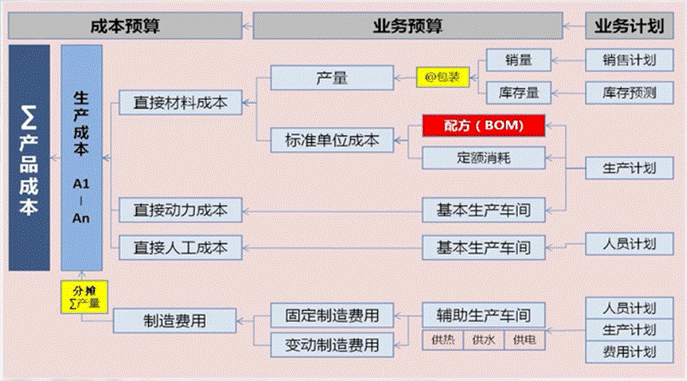 成本预算
业务预算
业务计划
∑产品成本
生产成本
A1
–
An
直接材料成本
产量
@包装
销量
销售计划
库存量
库存预测
标准单位成本
配方（BOM）
定额消耗
生产计划
直接动力成本
基本生产车间
直接人工成本
基本生产车间
人员计划
分摊
∑产量
制造费用
固定制造费用
变动制造费用
辅助生产车间
供热
供水
供电
人员计划
生产计划
费用计划